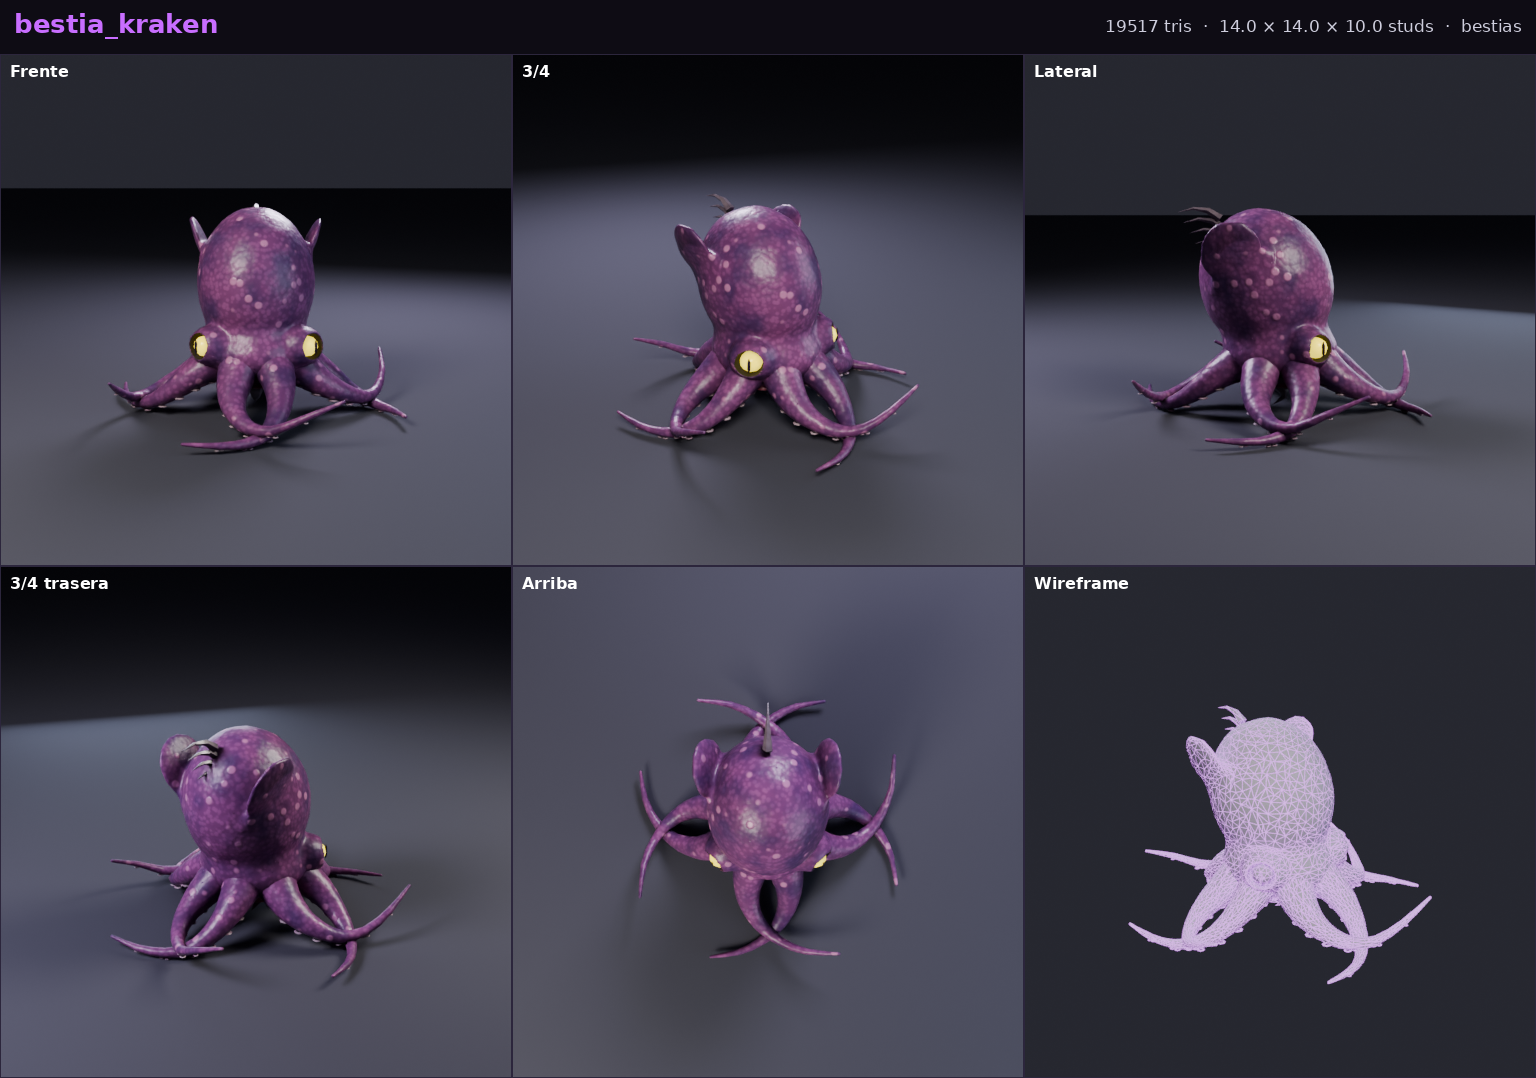 bestia_kraken
19517 tris · 14.0 × 14.0 × 10.0 studs · bestias
Frente
3/4
Lateral
3/4 trasera
Arriba
Wireframe